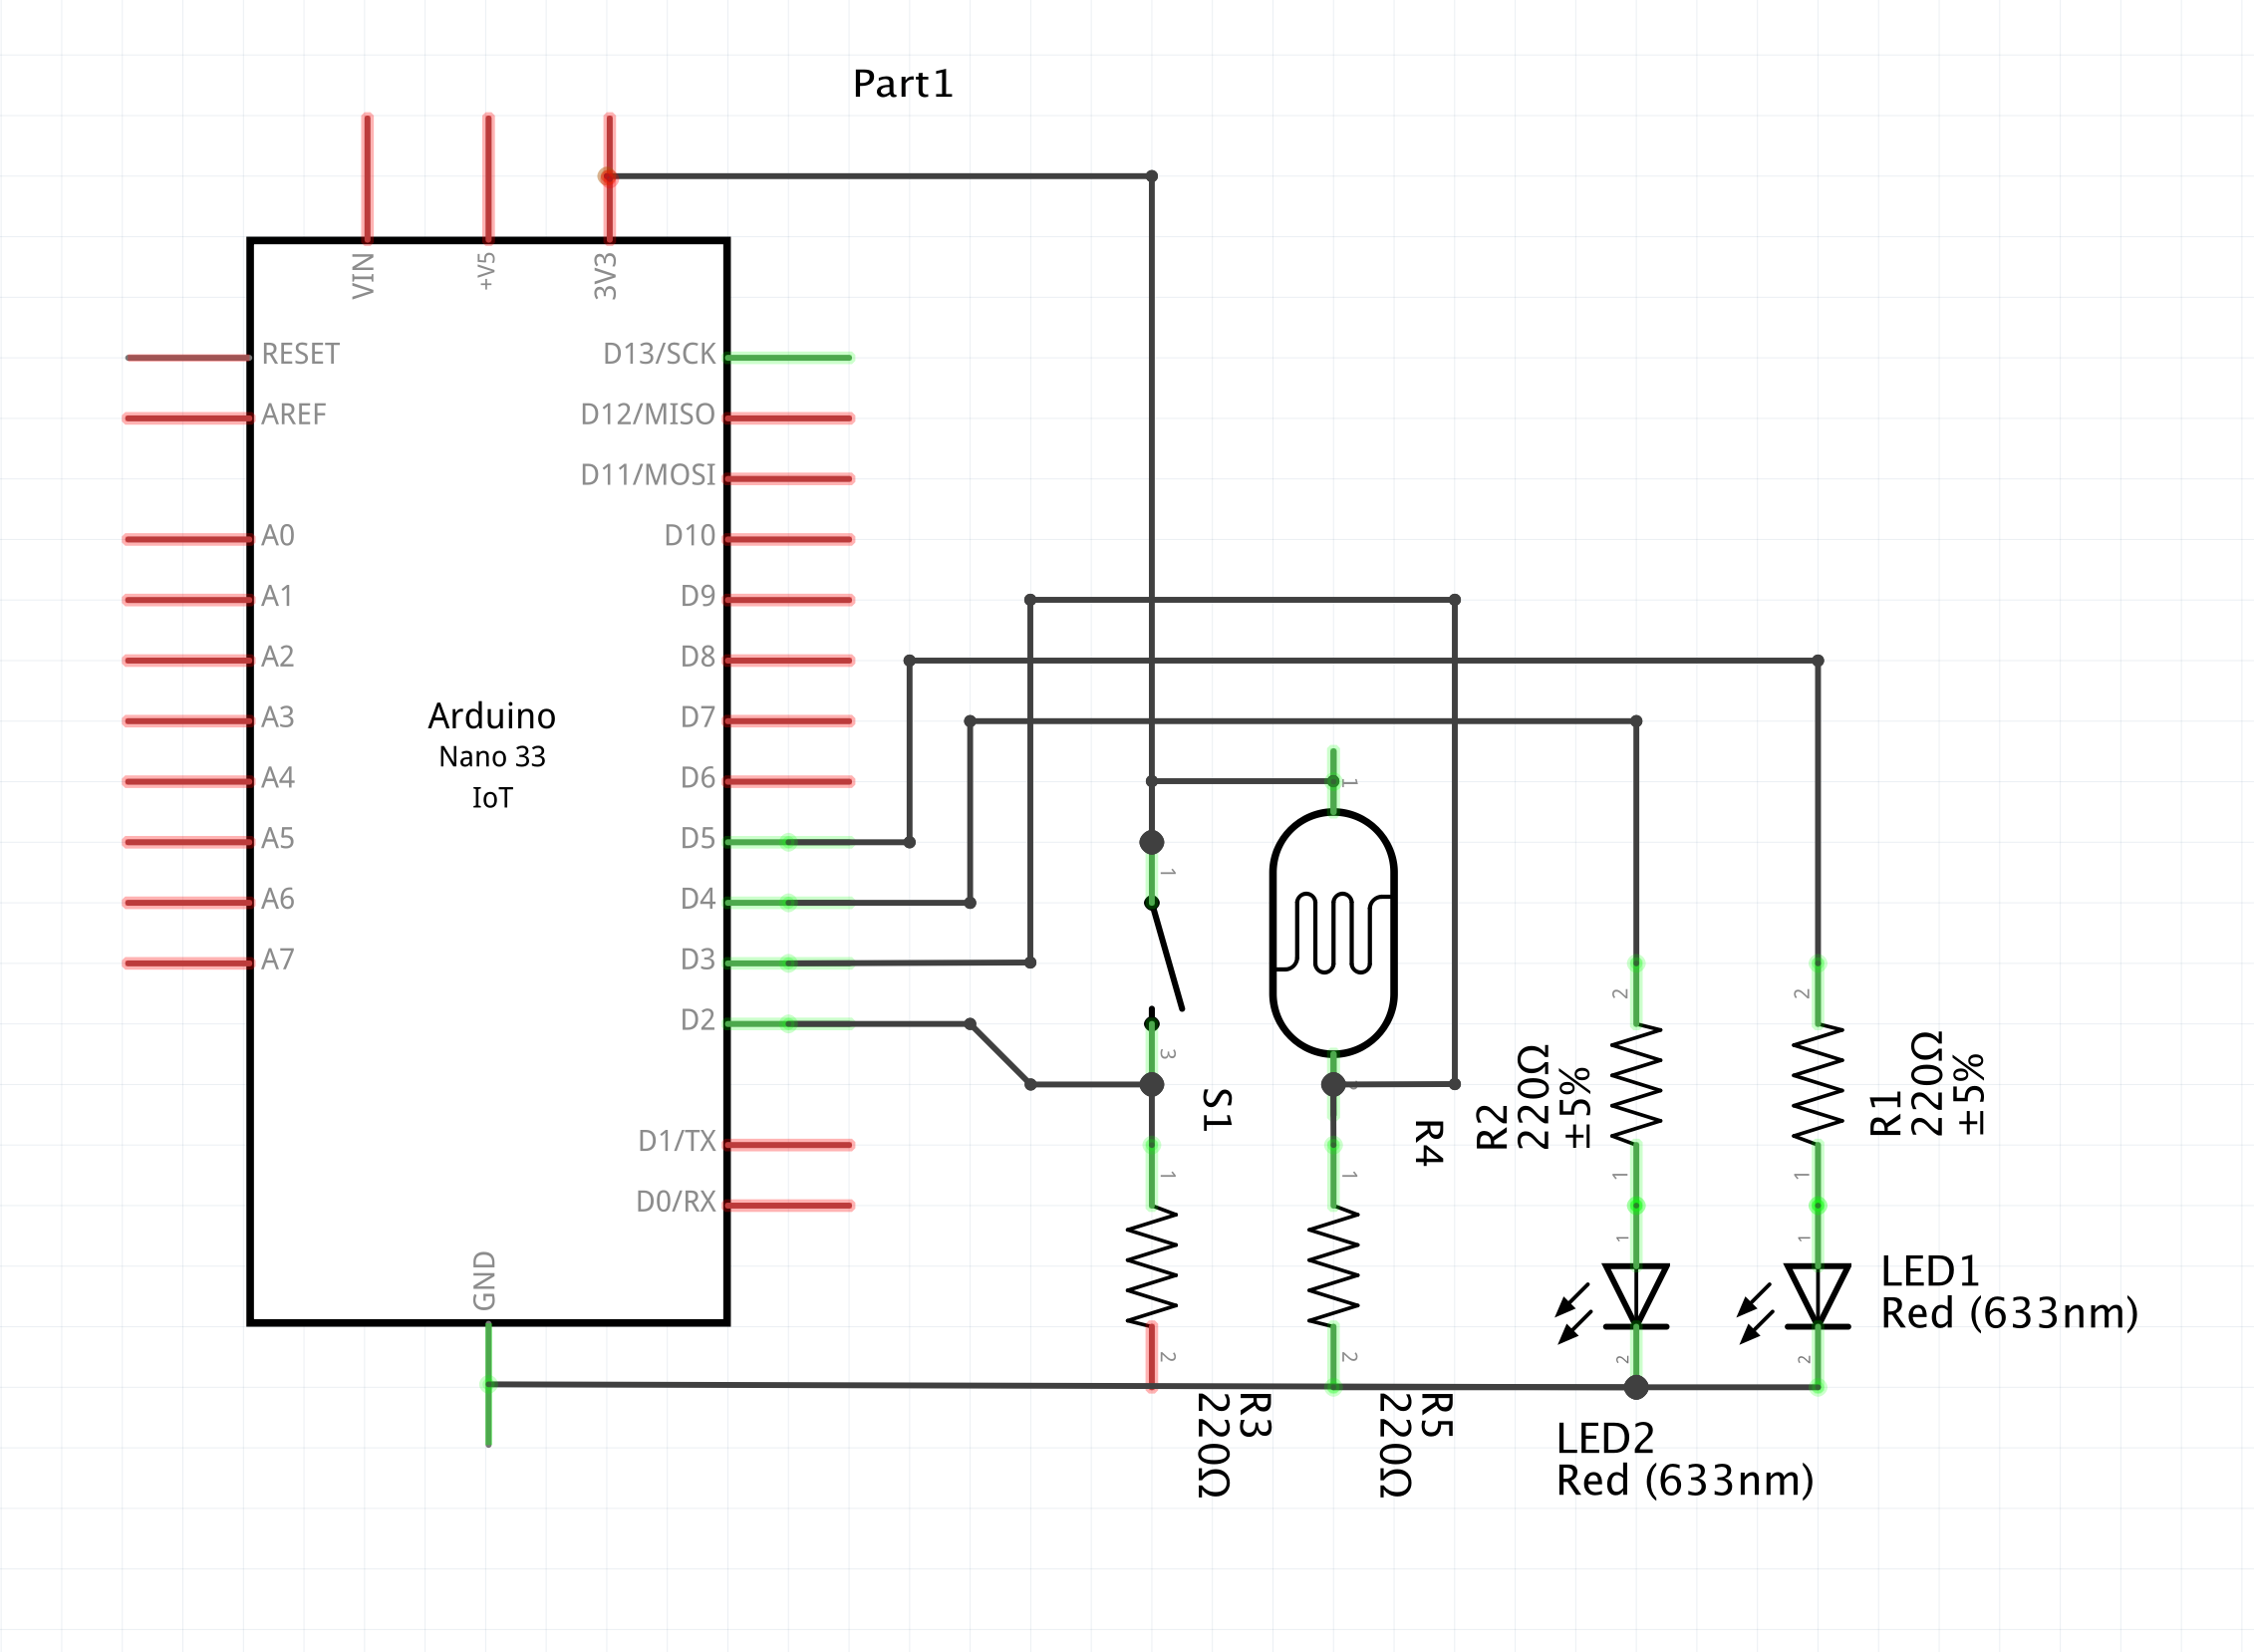 Part1
VIN
+V5
3V3
RESET
D13/SCK
AREF
D12/MISO
D11/MOSI
A0
D10
A1
D9
A2
D8
A3
D7
Arduino
Nano 33
IoT
A4
D6
A5
D5
A6
D4
A7
D3
D2
D1/TX
D0/RX
GND
1
1
3
S1
R4
2
2
R2
220Ω
±5%
R1
220Ω
±5%
1
1
1
1
1
1
LED1
Red (633nm)
2
2
2
2
R3
220Ω
R5
220Ω
LED2
Red (633nm)